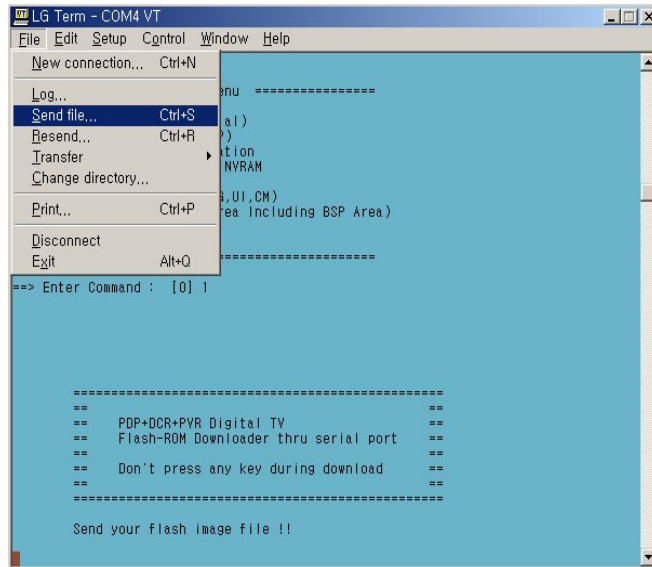 LG Term - COM4 VT
File Edit Setup Control Window Help
New connection... Ctrl+N
Log...
Send file... Ctrl+S
Resend... Ctrl+R
Transfer
Change directory...
Print... Ctrl+P
Disconnect
Exit Alt+Q
enu ================
al)
?)
ation
NVRAM
,UI,CM)
rea Including BSP Area)
=====================
==> Enter Command : [0] 1
==================================================
== ==
== PDP+DCR+PVR Digital TV ==
== Flash-ROM Downloader thru serial port ==
== ==
== Don't press any key during download ==
== ==
==================================================
Send your flash image file !!